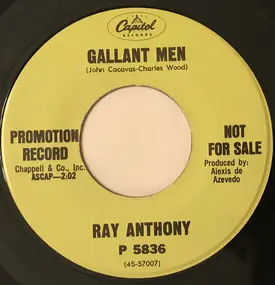 Capitol
RECORDS
GALLANT MEN
(John Cacavas-Charles Wood)
PROMOTION
RECORD
Chappell & Co., Inc.
ASCAP—2:02
NOT
FOR SALE
Produced by:
Alexis de
Azevedo
RAY ANTHONY
P 5836
(45-57007)